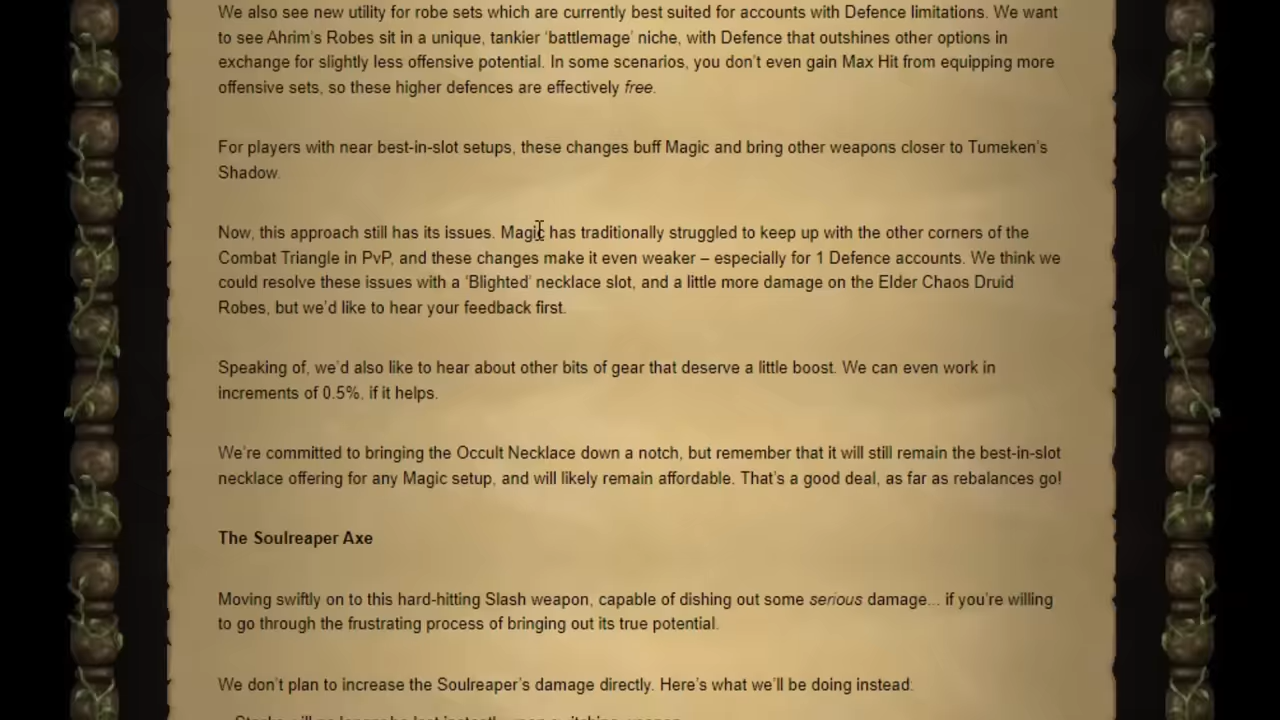 We also see new utility for robe sets which are currently best suited for accounts with Defence limitations. We want
to see Ahrim's Robes sit in a unique, tankier 'battlemage' niche, with Defence that outshines other options in
exchange for slightly less offensive potential. In some scenarios, you don't even gain Max Hit from equipping more
offensive sets, so these higher defences are effectively free.
For players with near best-in-slot setups, these changes buff Magic and bring other weapons closer to Tumeken's
Shadow.
Now, this approach still has its issues. Magic has traditionally struggled to keep up with the other corners of the
Combat Triangle in PvP, and these changes make it even weaker – especially for 1 Defence accounts. We think we
could resolve these issues with a 'Blighted' necklace slot, and a little more damage on the Elder Chaos Druid
Robes, but we'd like to hear your feedback first.
Speaking of, we'd also like to hear about other bits of gear that deserve a little boost. We can even work in
increments of 0.5%, if it helps.
We're committed to bringing the Occult Necklace down a notch, but remember that it will still remain the best-in-slot
necklace offering for any Magic setup, and will likely remain affordable. That's a good deal, as far as rebalances go!
The Soulreaper Axe
Moving swiftly on to this hard-hitting Slash weapon, capable of dishing out some serious damage... if you're willing
to go through the frustrating process of bringing out its true potential.
We don't plan to increase the Soulreaper's damage directly. Here's what we'll be doing instead: